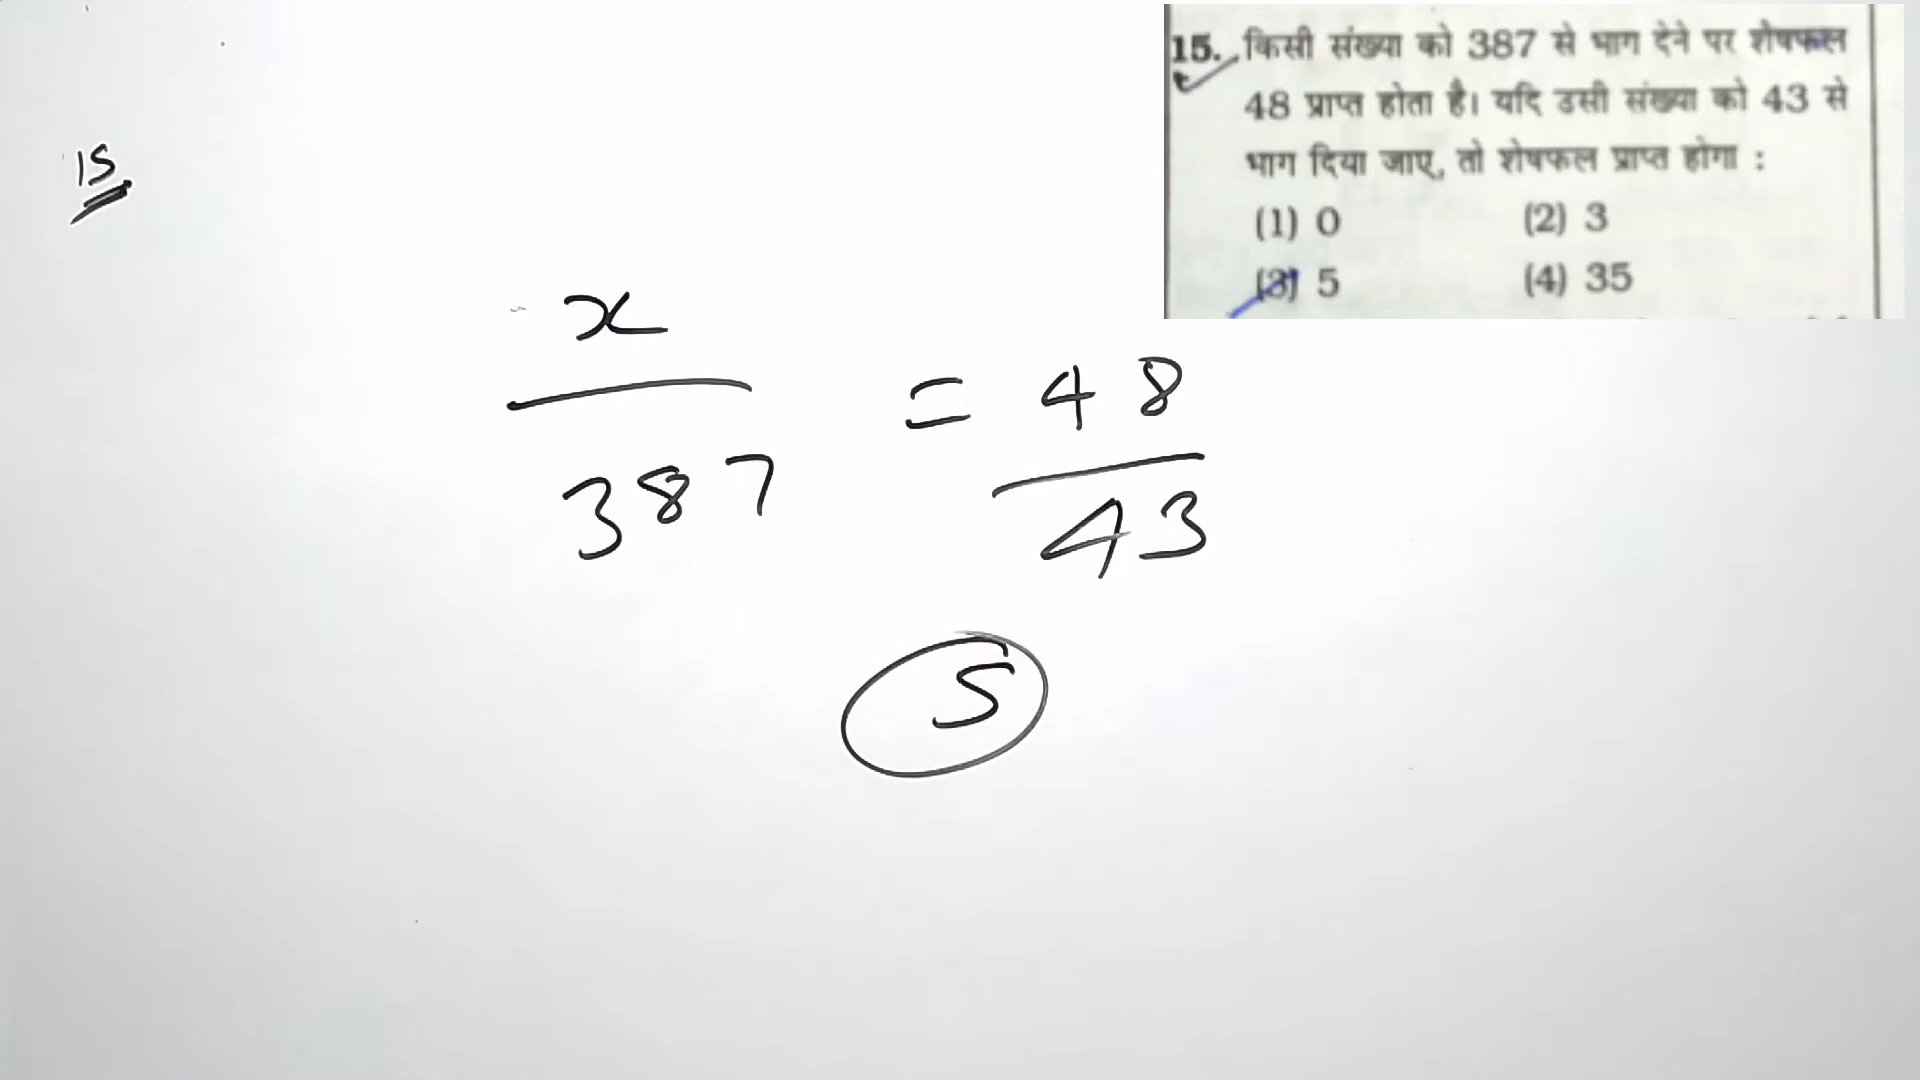 15. किसी संख्या को 387 से भाग देने पर शेषफल
48 प्राप्त होता है। यदि उसी संख्या को 43 से
भाग दिया जाए, तो शेषफल प्राप्त होगा :
(1) 0 (2) 3
(3) 5 (4) 35
15
x
387
= 48
43
5